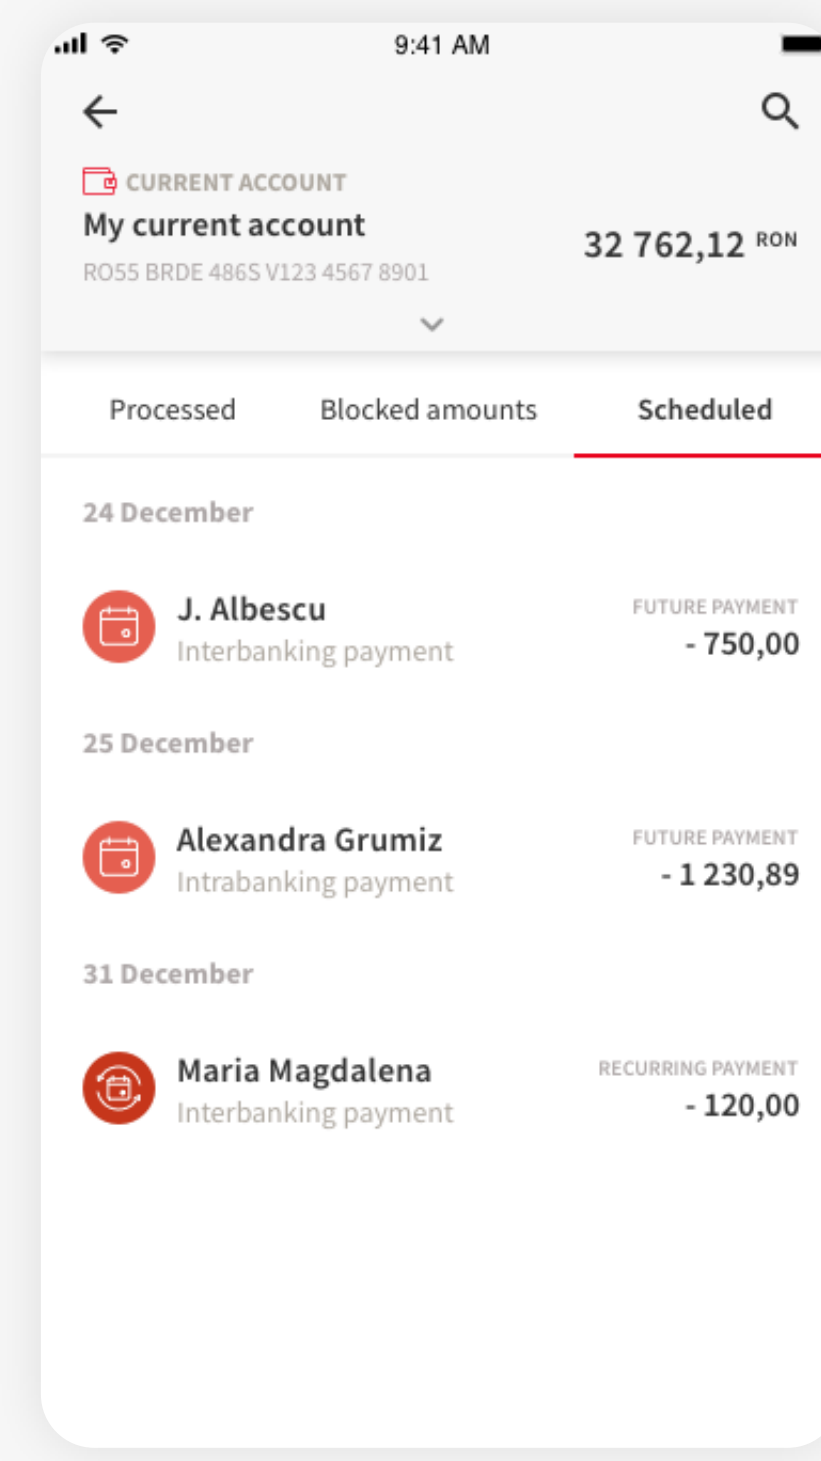 9:41 AM
CURRENT ACCOUNT
My current account
32 762,12 RON
RO55 BRDE 486S V123 4567 8901
Processed
Blocked amounts
Scheduled
24 December
J. Albescu
FUTURE PAYMENT
Interbanking payment
- 750,00
25 December
Alexandra Grumiz
FUTURE PAYMENT
Intrabanking payment
- 1 230,89
31 December
Maria Magdalena
RECURRING PAYMENT
Interbanking payment
- 120,00